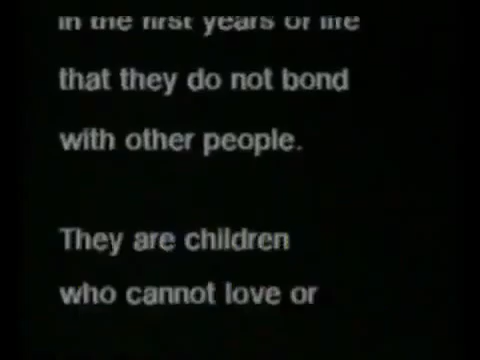 in the first years of life
that they do not bond
with other people.
They are children
who cannot love or